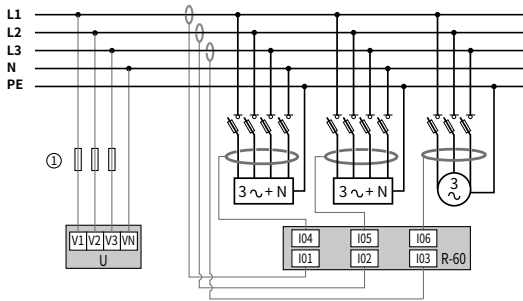 L1
L2
L3
N
PE
1
3 ~ + N
3 ~ + N
3
~
V1 V2 V3 VN
U
I04 I05 I06
I01 I02 I03
R-60